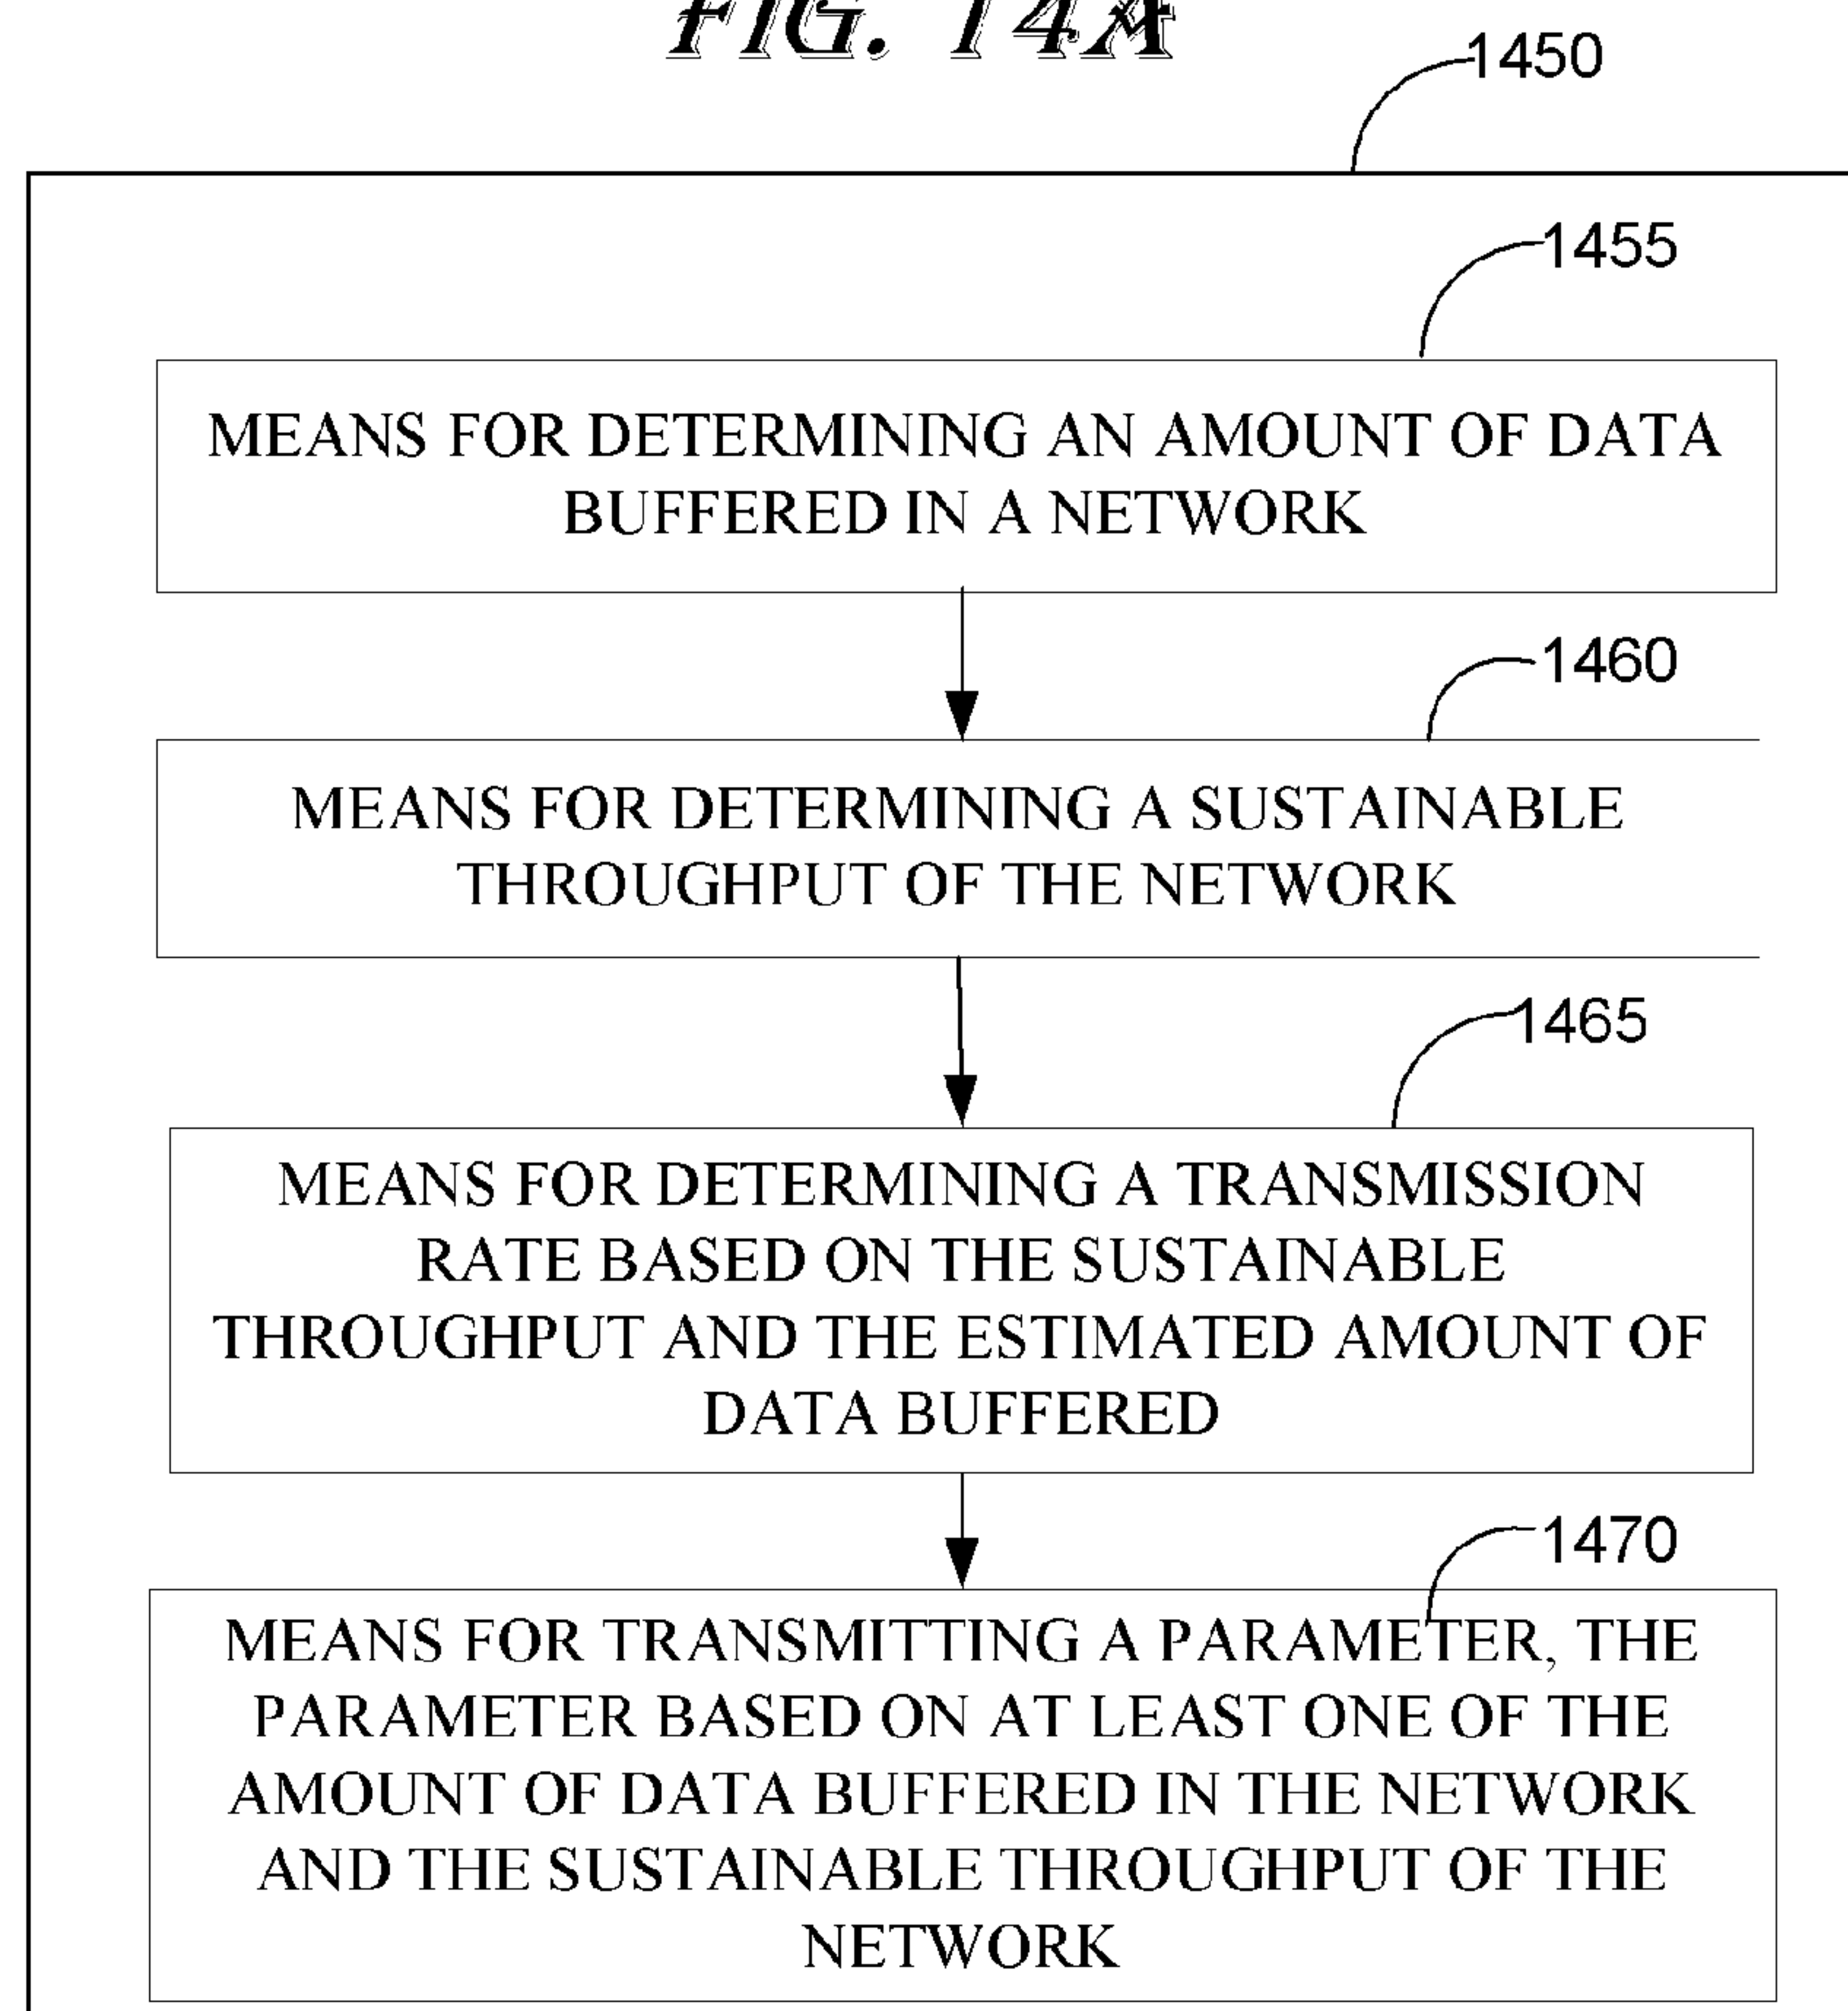 FIG. 14A
1450
1455
MEANS FOR DETERMINING AN AMOUNT OF DATA
BUFFERED IN A NETWORK
1460
MEANS FOR DETERMINING A SUSTAINABLE
THROUGHPUT OF THE NETWORK
1465
MEANS FOR DETERMINING A TRANSMISSION
RATE BASED ON THE SUSTAINABLE
THROUGHPUT AND THE ESTIMATED AMOUNT OF
DATA BUFFERED
1470
MEANS FOR TRANSMITTING A PARAMETER, THE
PARAMETER BASED ON AT LEAST ONE OF THE
AMOUNT OF DATA BUFFERED IN THE NETWORK
AND THE SUSTAINABLE THROUGHPUT OF THE
NETWORK